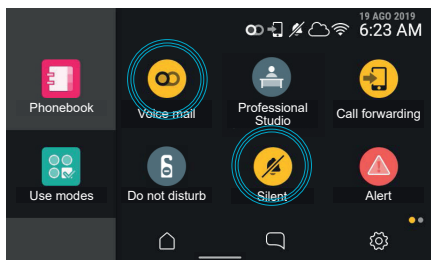 19 AGO 2019
6:23 AM
Phonebook
Voice mail
Professional
Studio
Call forwarding
Use modes
Do not disturb
Silent
Alert